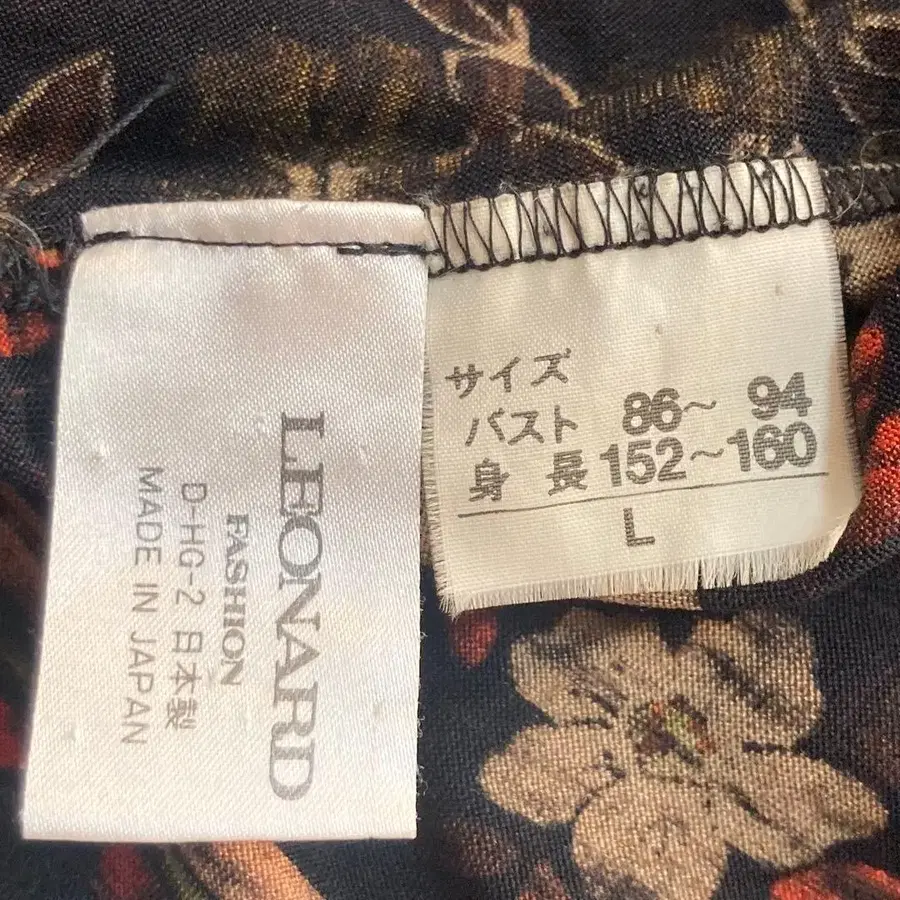 LEONARD
FASHION
D-HG-2 日本製
MADE IN JAPAN
サイズ
バスト 86～94
身長 152～160
L